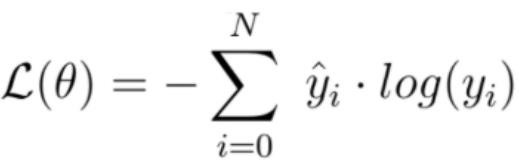 ℒ(θ) = − ∑_{i=0}^{N} ŷ_i · log(y_i)